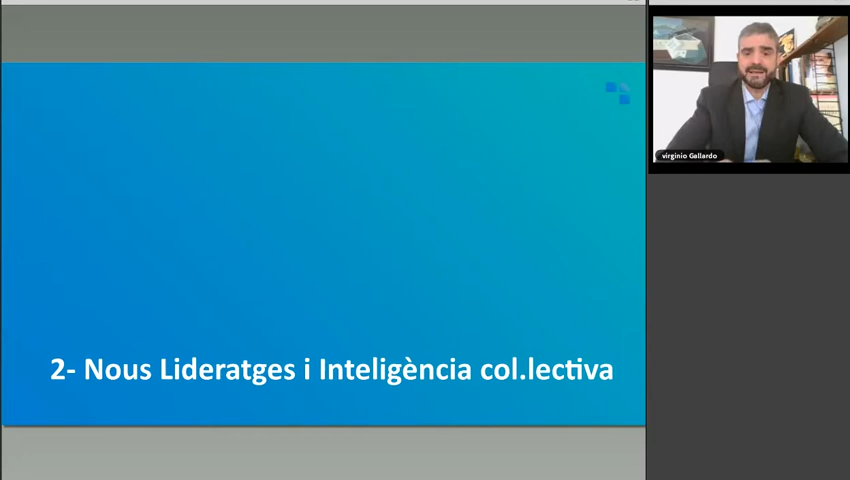 2- Nous Lideratges i Inteligència col.lectiva
virginio Gallardo